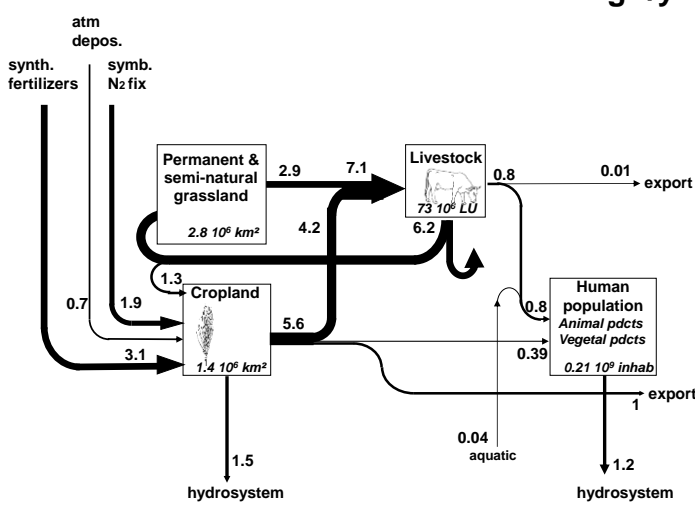 atm
depos.
synth.
fertilizers
symb.
N2 fix
Permanent &
semi-natural
grassland
2.8 10⁶ km²
2.9
7.1
Livestock
73 10⁶ LU
0.8
0.01
export
4.2
6.2
1.3
Cropland
1.4 10⁶ km²
0.7
1.9
3.1
5.6
Human
population
Animal pdcts
Vegetal pdcts
0.21 10⁹ inhab
0.8
0.39
export
1
0.04
aquatic
1.5
hydrosystem
1.2
hydrosystem